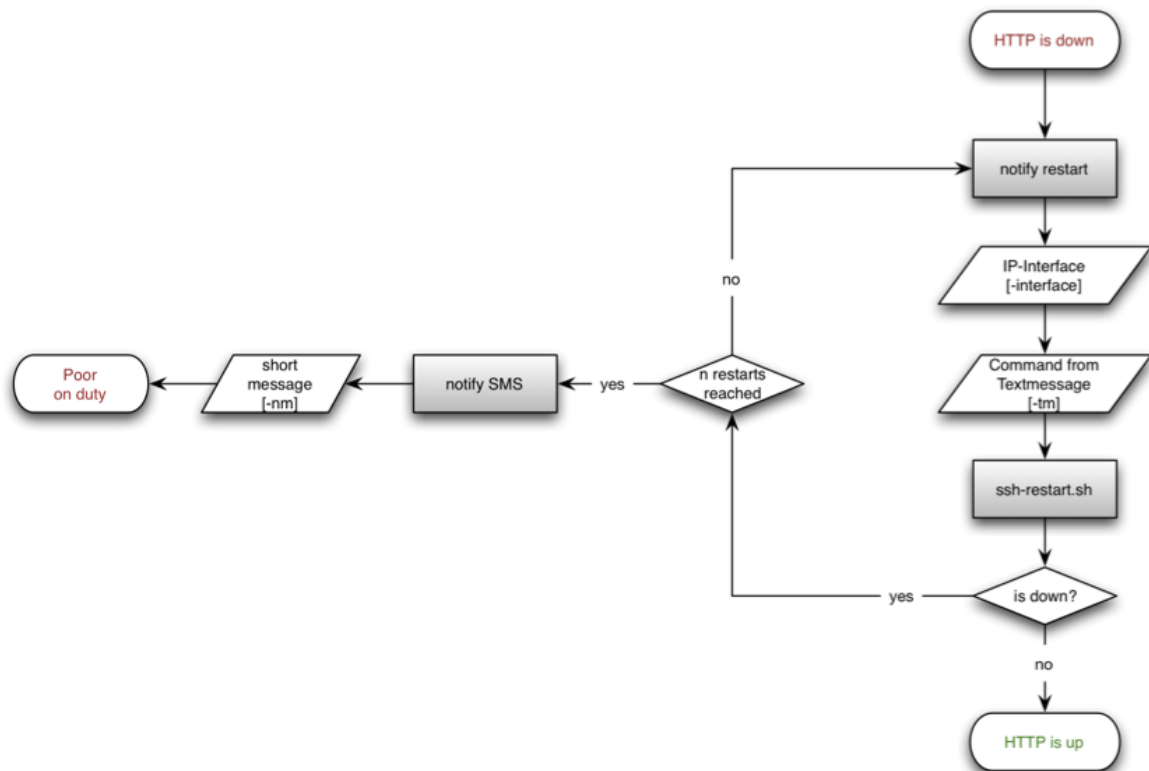 HTTP is down
notify restart
IP-Interface
[-interface]
no
Poor
on duty
short
message
[-nm]
notify SMS
yes
n restarts
reached
Command from
Textmessage
[-tm]
ssh-restart.sh
yes
is down?
no
HTTP is up